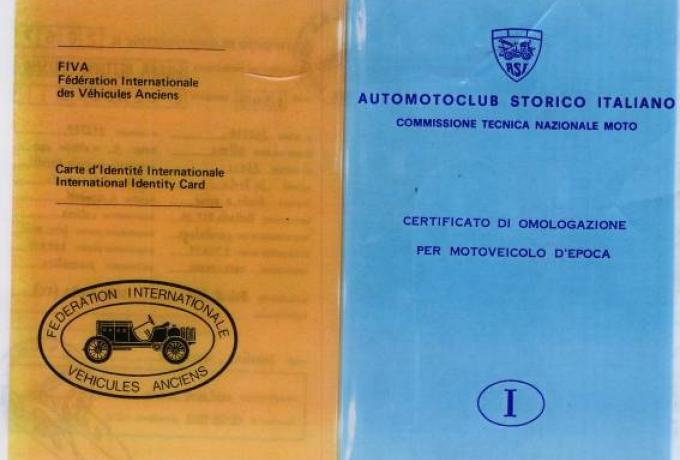 FIVA
Fédération Internationale
des Véhicules Anciens
Carte d'Identité Internationale
International Identity Card
FEDERATION INTERNATIONALE
VEHICULES ANCIENS
ASI
AUTOMOTOCLUB STORICO ITALIANO
COMMISSIONE TECNICA NAZIONALE MOTO
CERTIFICATO DI OMOLOGAZIONE
PER MOTOVEICOLO D'EPOCA
I